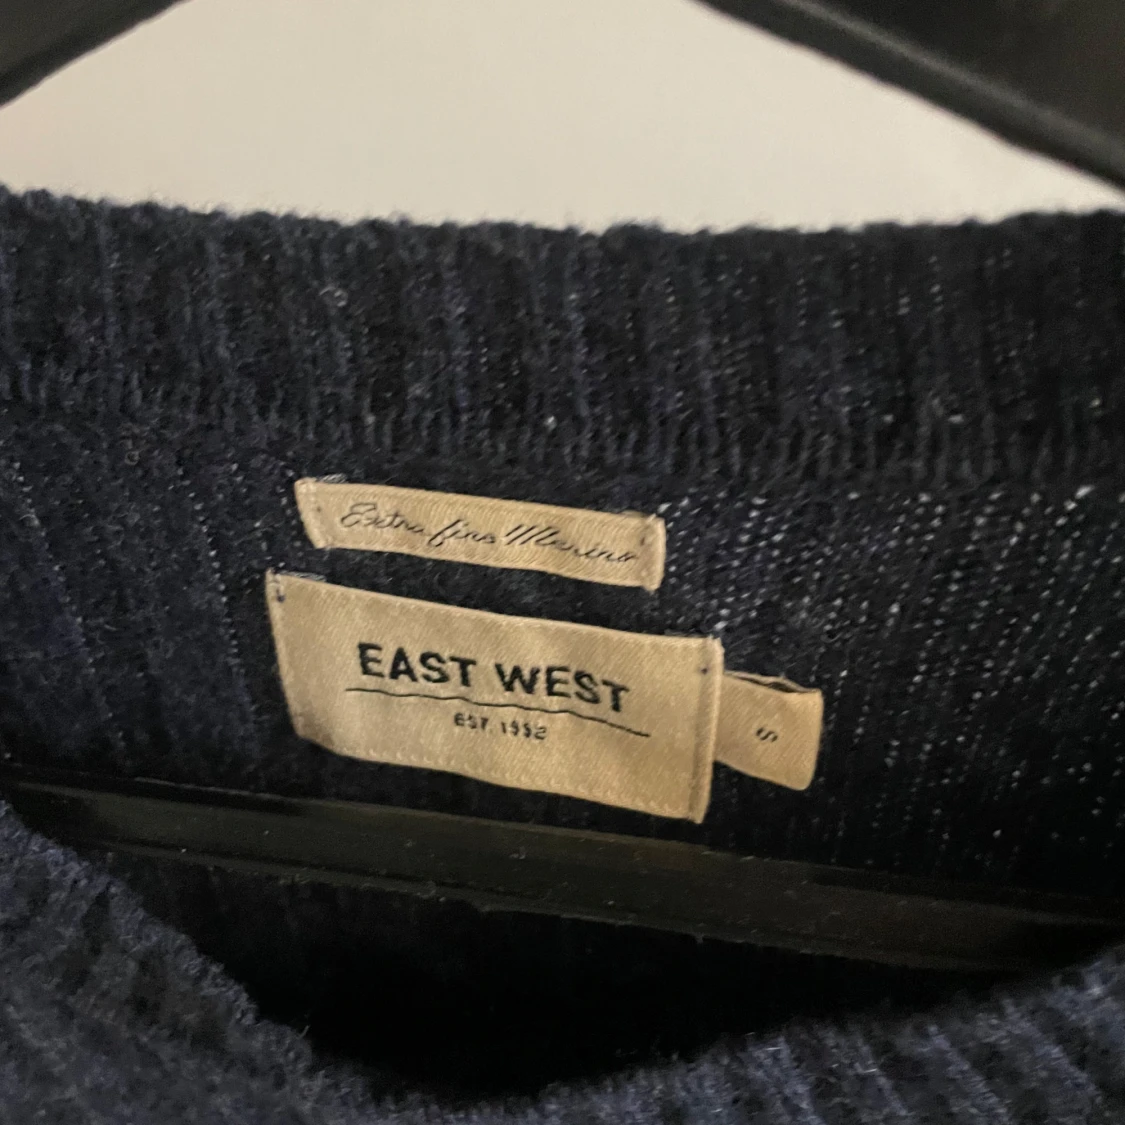 Extra fine Merino
EAST WEST
EST. 1992
S